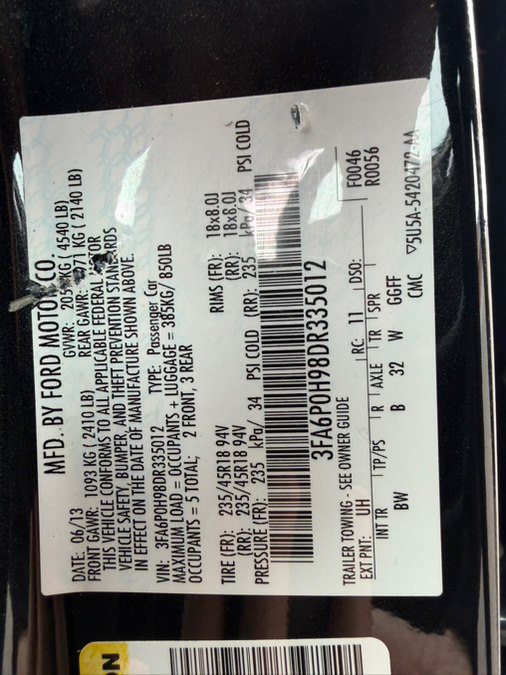 MFD. BY FORD MOTOR CO.
DATE: 06/13 GVWR: KG ( 4540 LB)
FRONT GAWR: 1093 KG ( 2410 LB) REAR GAWR: 971 KG ( 2140 LB)
THIS VEHICLE CONFORMS TO ALL APPLICABLE FEDERAL MOTOR
VEHICLE SAFETY, BUMPER, AND THEFT PREVENTION STANDARDS
IN EFFECT ON THE DATE OF MANUFACTURE SHOWN ABOVE.
VIN: 3FA6P0H98DR335012 TYPE: Passenger Car
MAXIMUM LOAD = OCCUPANTS + LUGGAGE = 385KG/ 850LB
OCCUPANTS = 5 TOTAL; 2 FRONT, 3 REAR
TIRE (FR): 235/45R18 94V RIMS (FR): 18x8.0J
(RR): 235/45R18 94V (RR): 18x8.0J
PRESSURE (FR): 235 kPa/ 34 PSI COLD (RR): 235 kPa/ 34 PSI COLD
3FA6P0H98DR335012
TRAILER TOWING - SEE OWNER GUIDE F0046
R0056
EXT PNT: UH RC: 11 DSO:
INT TR TP/PS R AXLE TR SPR
BW B 32 W GGFF
CMC ▽5U5A-5420472-AA
ON